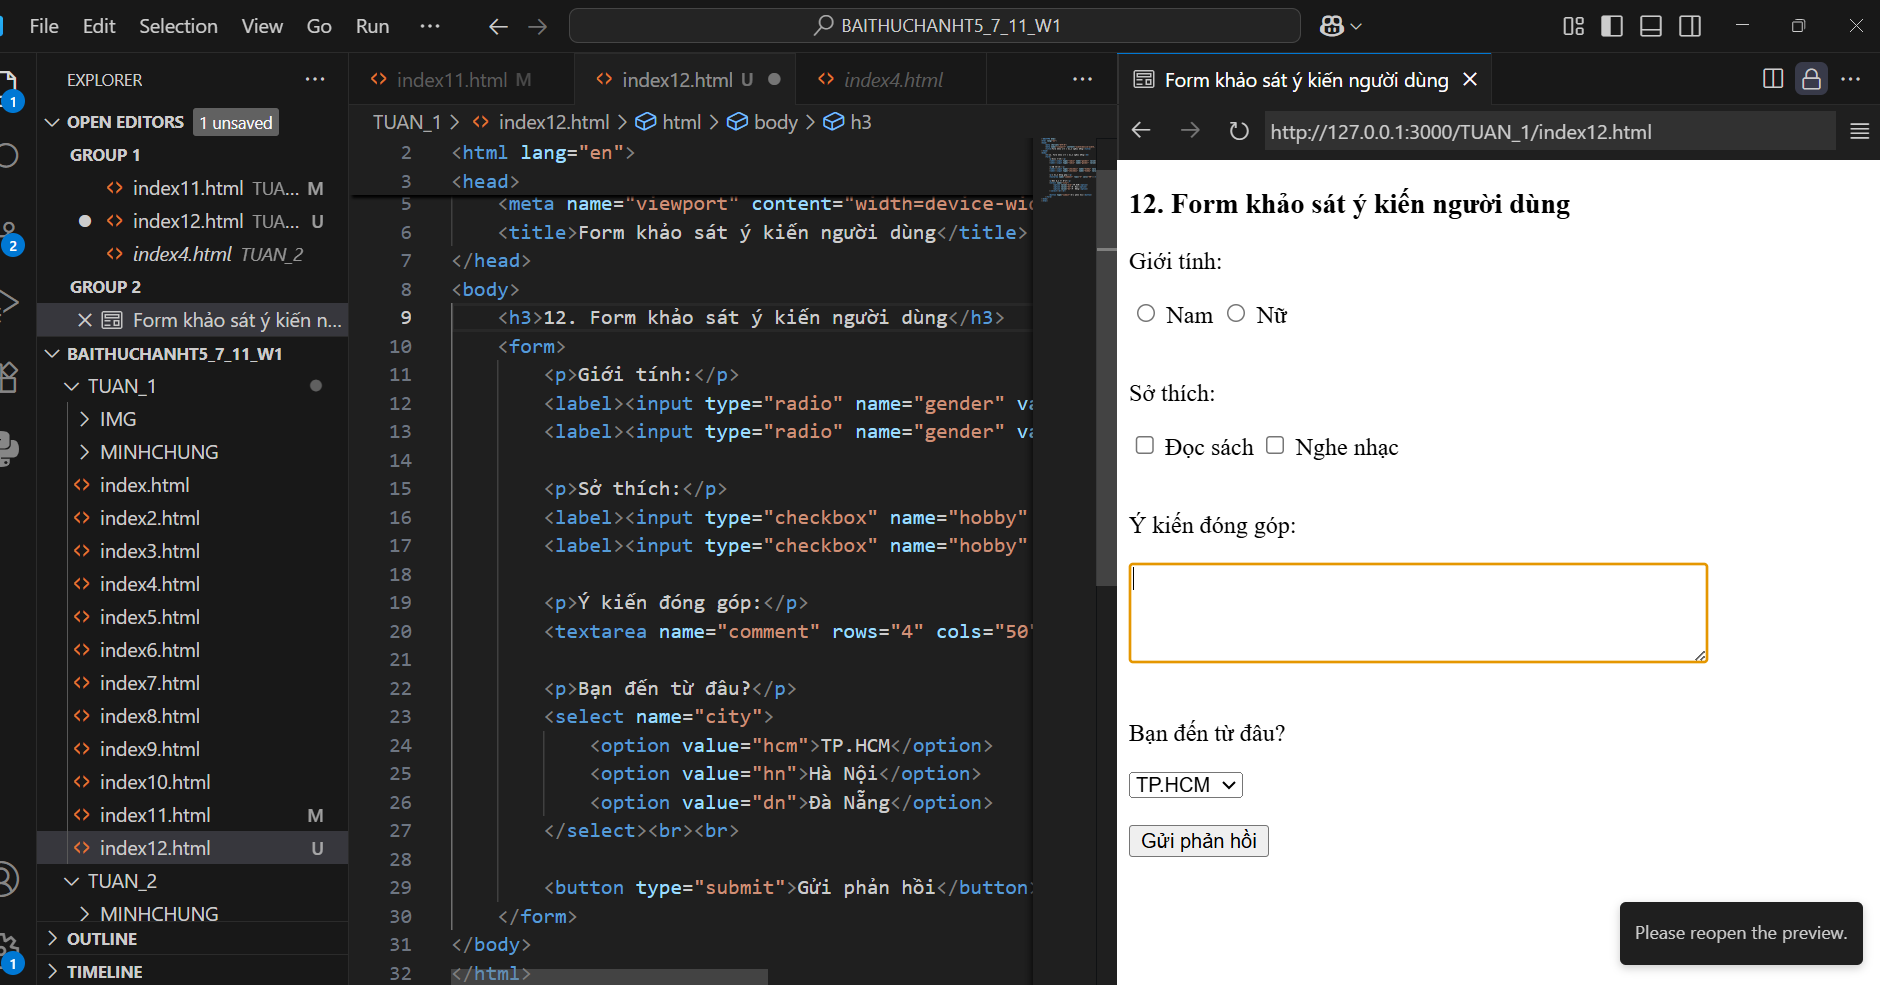 File Edit Selection View Go Run ··· BAITHUCHANHT5_7_11_W1
EXPLORER ···
OPEN EDITORS 1 unsaved
GROUP 1
index11.html TUA... M
index12.html TUA... U
index4.html TUAN_2
GROUP 2
Form khảo sát ý kiến n...
BAITHUCHANHT5_7_11_W1
TUAN_1
IMG
MINHCHUNG
index.html
index2.html
index3.html
index4.html
index5.html
index6.html
index7.html
index8.html
index9.html
index10.html
index11.html M
index12.html U
TUAN_2
MINHCHUNG
OUTLINE
TIMELINE
1
2
1
index11.html M index12.html U index4.html ···
TUAN_1 > index12.html > html > body > h3
2 <html lang="en">
3 <head>
5 <meta name="viewport" content="width=device-wid
6 <title>Form khảo sát ý kiến người dùng</title>
7 </head>
8 <body>
9 <h3>12. Form khảo sát ý kiến người dùng</h3>
10 <form>
11 <p>Giới tính:</p>
12 <label><input type="radio" name="gender" va
13 <label><input type="radio" name="gender" va
14
15 <p>Sở thích:</p>
16 <label><input type="checkbox" name="hobby"
17 <label><input type="checkbox" name="hobby"
18
19 <p>Ý kiến đóng góp:</p>
20 <textarea name="comment" rows="4" cols="50"
21
22 <p>Bạn đến từ đâu?</p>
23 <select name="city">
24 <option value="hcm">TP.HCM</option>
25 <option value="hn">Hà Nội</option>
26 <option value="dn">Đà Nẵng</option>
27 </select><br><br>
28
29 <button type="submit">Gửi phản hồi</button>
30 </form>
31 </body>
32 </html>
Form khảo sát ý kiến người dùng
http://127.0.0.1:3000/TUAN_1/index12.html
12. Form khảo sát ý kiến người dùng
Giới tính:
Nam Nữ
Sở thích:
Đọc sách Nghe nhạc
Ý kiến đóng góp:
Bạn đến từ đâu?
TP.HCM
Gửi phản hồi
Please reopen the preview.